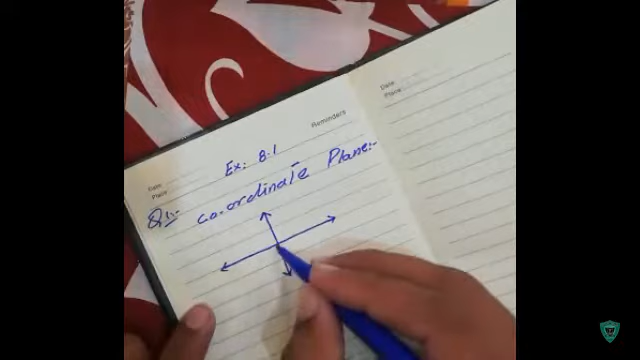 Date:
Place:
Reminders
Ex: 8.1
Q1:- Co-ordinate Plane:-
Date:
Place: